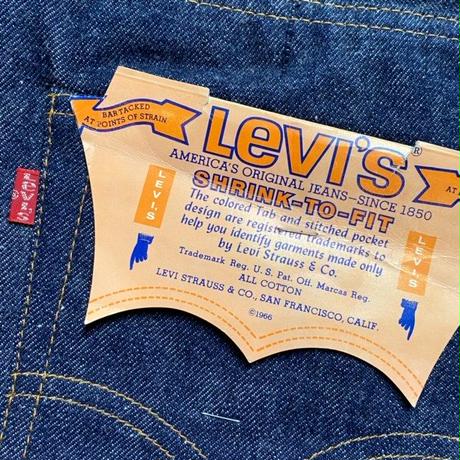 BARTACKED
AT POINTS OF STRAIN
LEVI'S®
AT
AMERICA'S ORIGINAL JEANS—SINCE 1850
SHRINK-TO-FIT
The colored Tab and stitched pocket
design are registered trademarks to
help you identify garments made only
by Levi Strauss & Co.
Trademark Reg. U. S. Pat. Off. Marcas Reg.
ALL COTTON
LEVI STRAUSS & CO., SAN FRANCISCO, CALIF.
©1966
LEVI'S
LEVI'S
LEVI'S